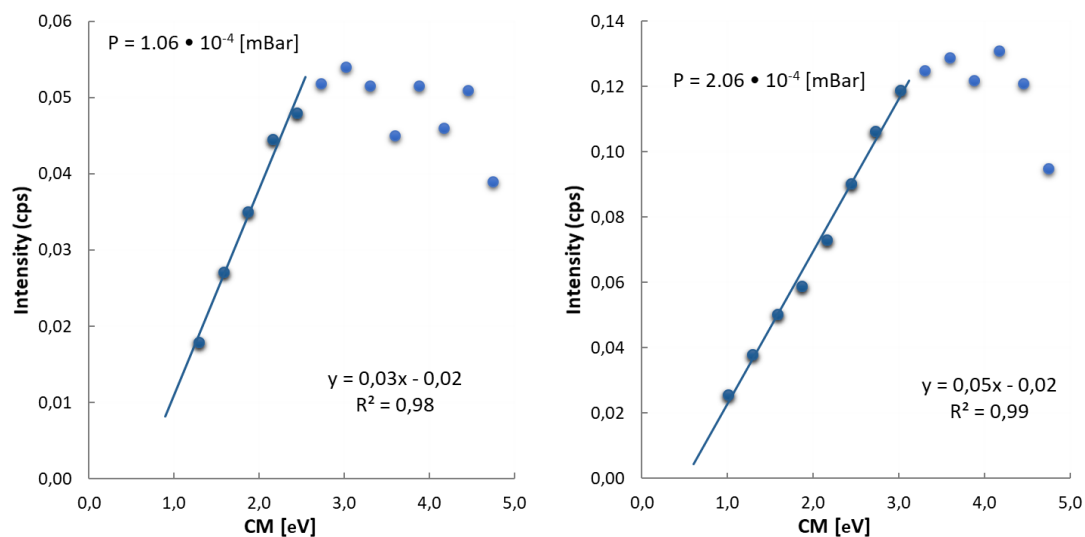 P = 1.06 • 10⁻⁴ [mBar]
Intensity (cps)
0,06
0,05
0,04
0,03
0,02
0,01
0,00
y = 0,03x - 0,02
R² = 0,98
0,0 1,0 2,0 3,0 4,0 5,0
CM [eV]
P = 2.06 • 10⁻⁴ [mBar]
Intensity (cps)
0,14
0,12
0,10
0,08
0,06
0,04
0,02
0,00
y = 0,05x - 0,02
R² = 0,99
0,0 1,0 2,0 3,0 4,0 5,0
CM [eV]